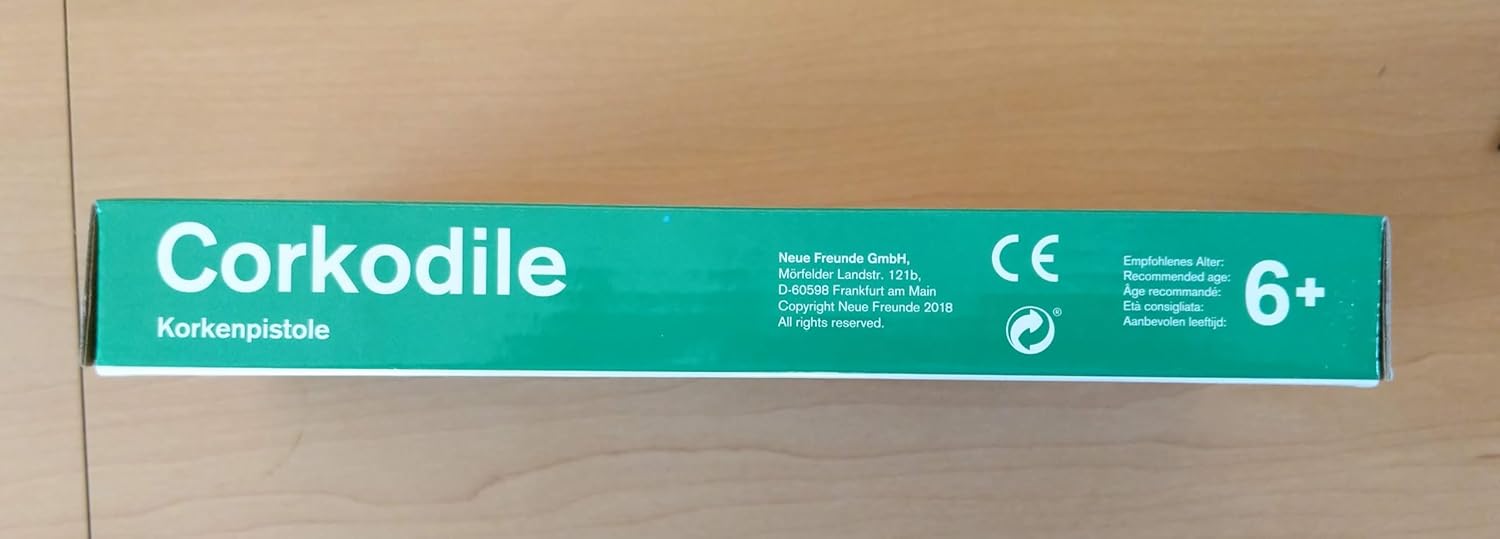 Corkodile
Korkenpistole
Neue Freunde GmbH,
Mörfelder Landstr. 121b,
D-60598 Frankfurt am Main
Copyright Neue Freunde 2018
All rights reserved.
CE
®
Empfohlenes Alter:
Recommended age:
Âge recommandé:
Età consigliata:
Aanbevolen leeftijd:
6+